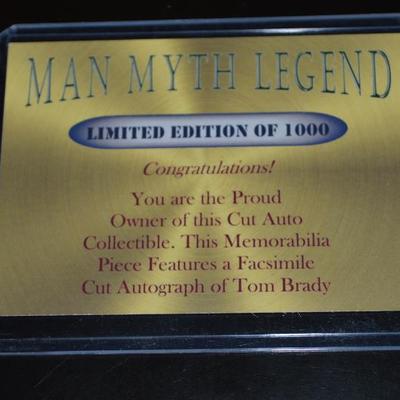 MAN MYTH LEGEND
LIMITED EDITION OF 1000
Congratulations!
You are the Proud
Owner of this Cut Auto
Collectible. This Memorabilia
Piece Features a Facsimile
Cut Autograph of Tom Brady